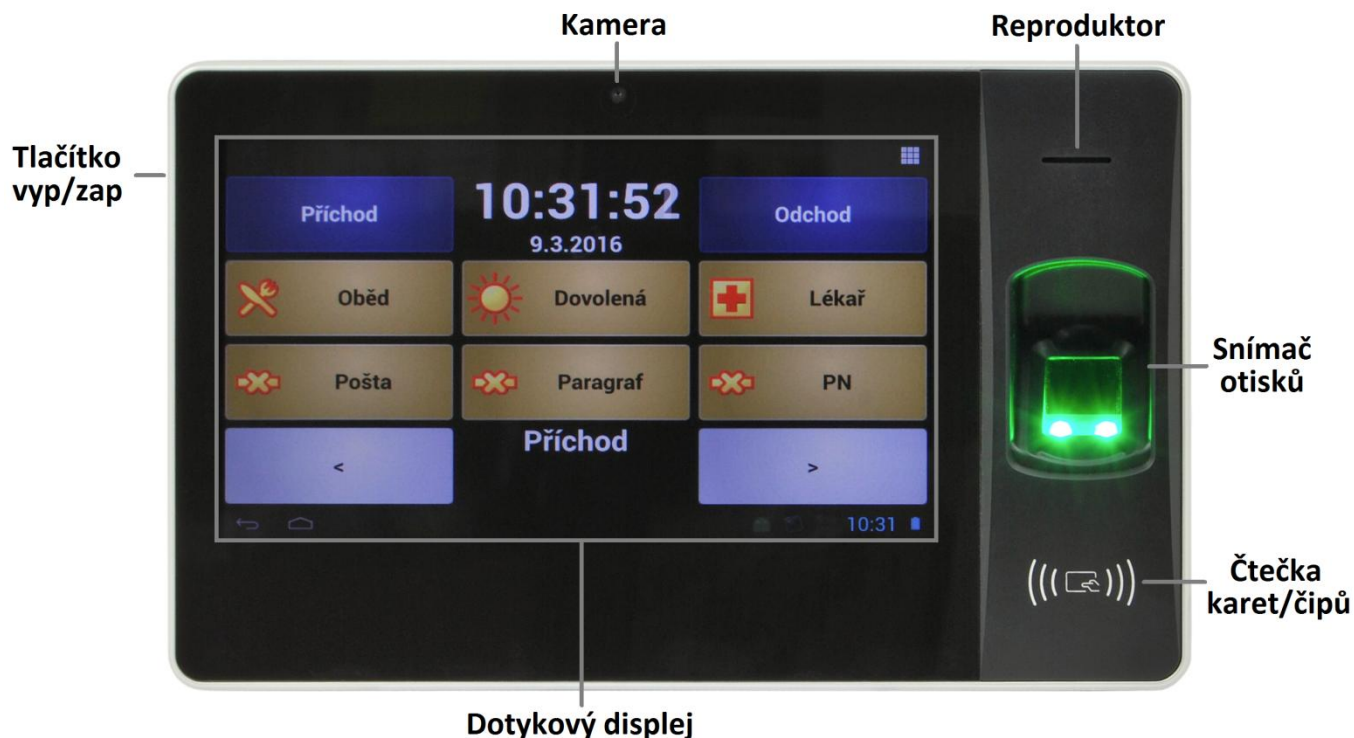 Kamera
Reproduktor
Tlačítko
vyp/zap
Příchod
10:31:52
Odchod
9.3.2016
Oběd
Dovolená
Lékař
Pošta
Paragraf
PN
Snímač
otisků
<
Příchod
>
10:31
Čtečka
karet/čipů
Dotykový displej